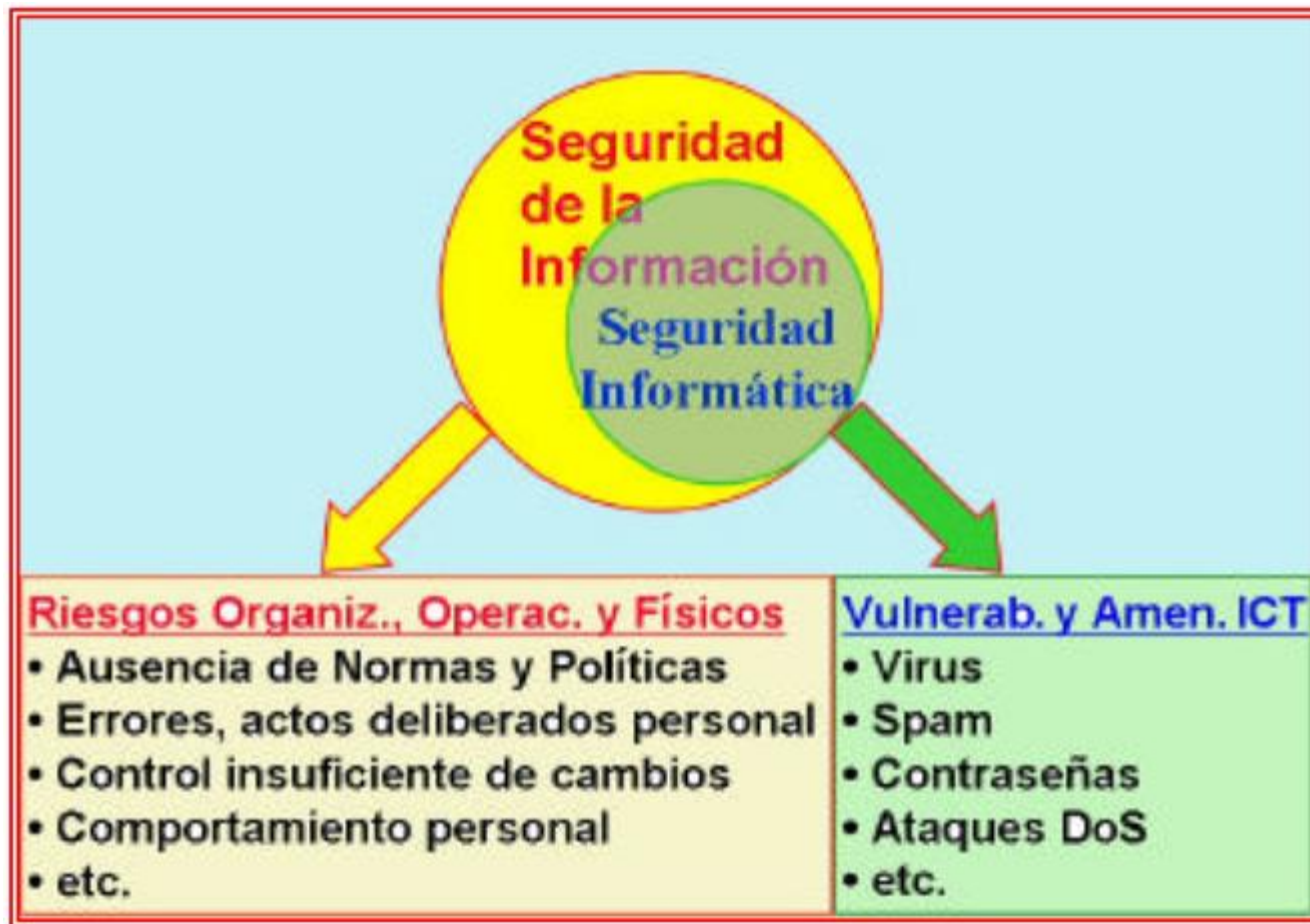 Seguridad
de la
Información
Seguridad
Informática
Riesgos Organiz., Operac. y Físicos
• Ausencia de Normas y Políticas
• Errores, actos deliberados personal
• Control insuficiente de cambios
• Comportamiento personal
• etc.
Vulnerab. y Amen. ICT
• Virus
• Spam
• Contraseñas
• Ataques DoS
• etc.